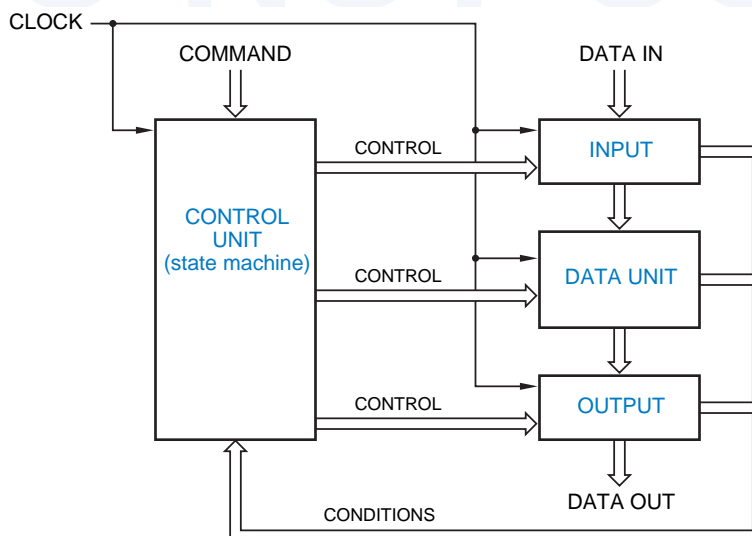 CLOCK
COMMAND
DATA IN
CONTROL
INPUT
CONTROL
UNIT
(state machine)
CONTROL
DATA UNIT
CONTROL
OUTPUT
DATA OUT
CONDITIONS